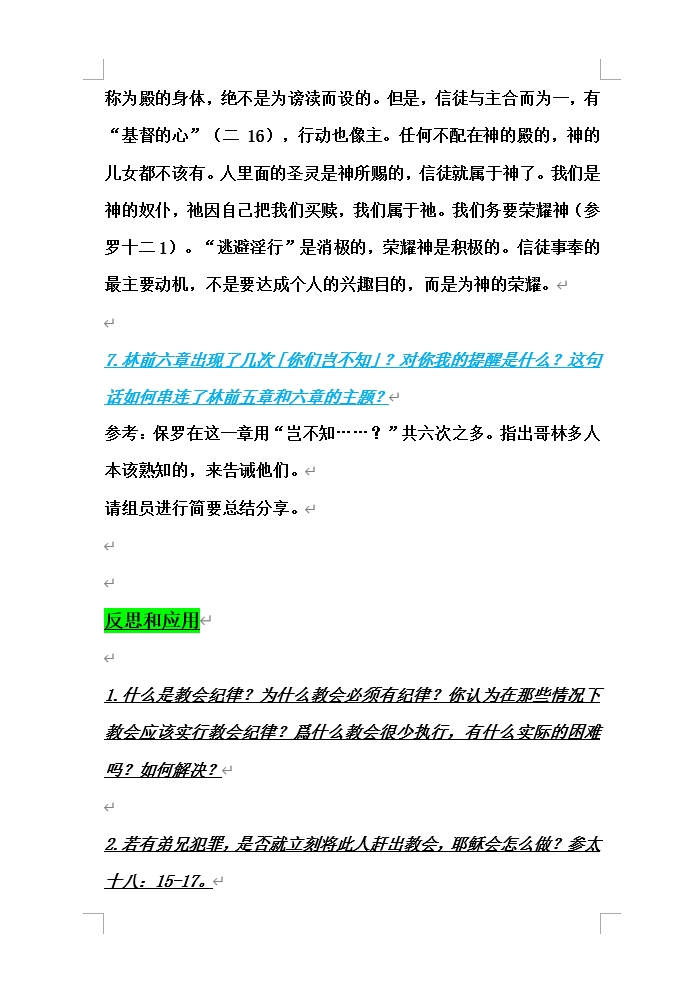 称为殿的身体，绝不是为谤渎而设的。但是，信徒与主合而为一，有
“基督的心”（二 16），行动也像主。任何不配在神的殿的，神的
儿女都不该有。人里面的圣灵是神所赐的，信徒就属于神了。我们是
神的奴仆，祂因自己把我们买赎，我们属于祂。我们务要荣耀神（参
罗十二 1）。“逃避淫行”是消极的，荣耀神是积极的。信徒事奉的
最主要动机，不是要达成个人的兴趣目的，而是为神的荣耀。
7.林前六章出现了几次「你们岂不知」？对你我的提醒是什么？这句
话如何串连了林前五章和六章的主题？
参考：保罗在这一章用“岂不知……？”共六次之多。指出哥林多人
本该熟知的，来告诫他们。
请组员进行简要总结分享。
反思和应用
1.什么是教会纪律？为什么教会必须有纪律？你认为在那些情况下
教会应该实行教会纪律？爲什么教会很少执行，有什么实际的困难
吗？如何解决？
2.若有弟兄犯罪，是否就立刻将此人赶出教会，耶稣会怎么做？参太
十八：15-17。